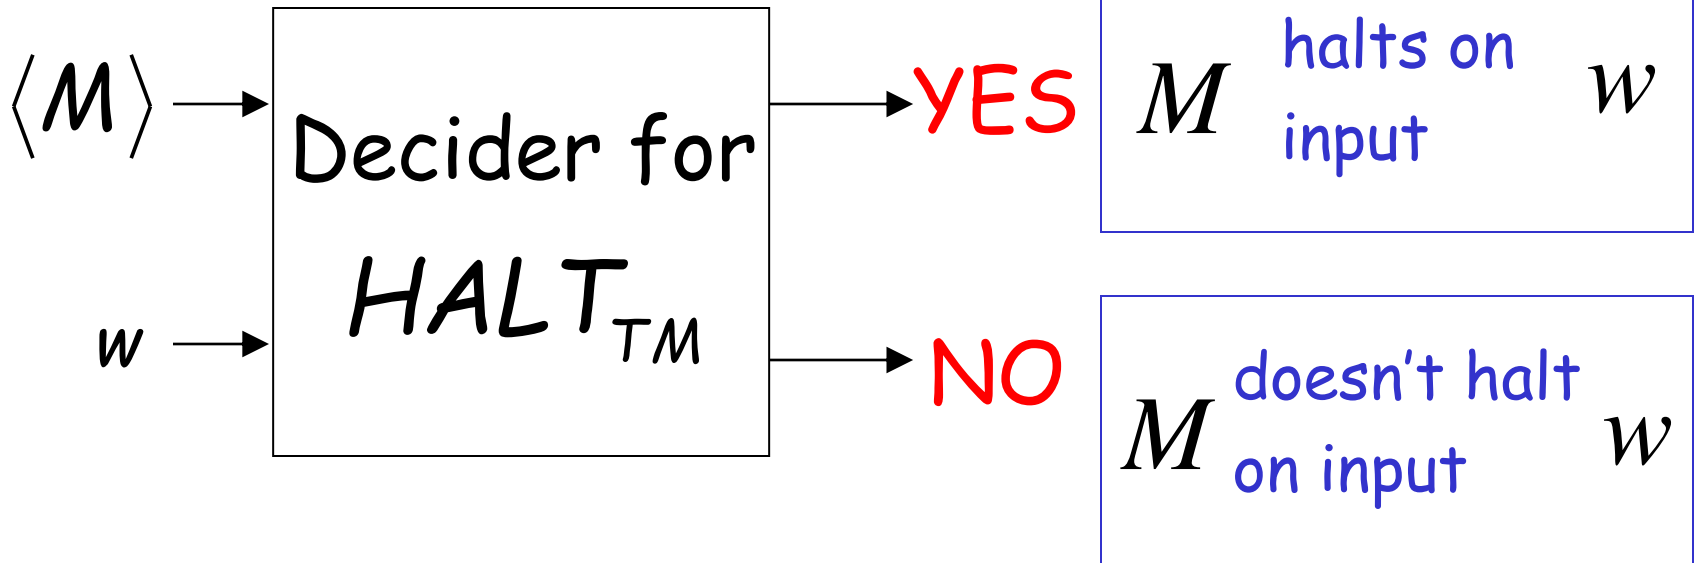 ⟨M⟩
w
Decider for
HALT_TM
YES
M halts on w
input
NO
M doesn't halt w
on input